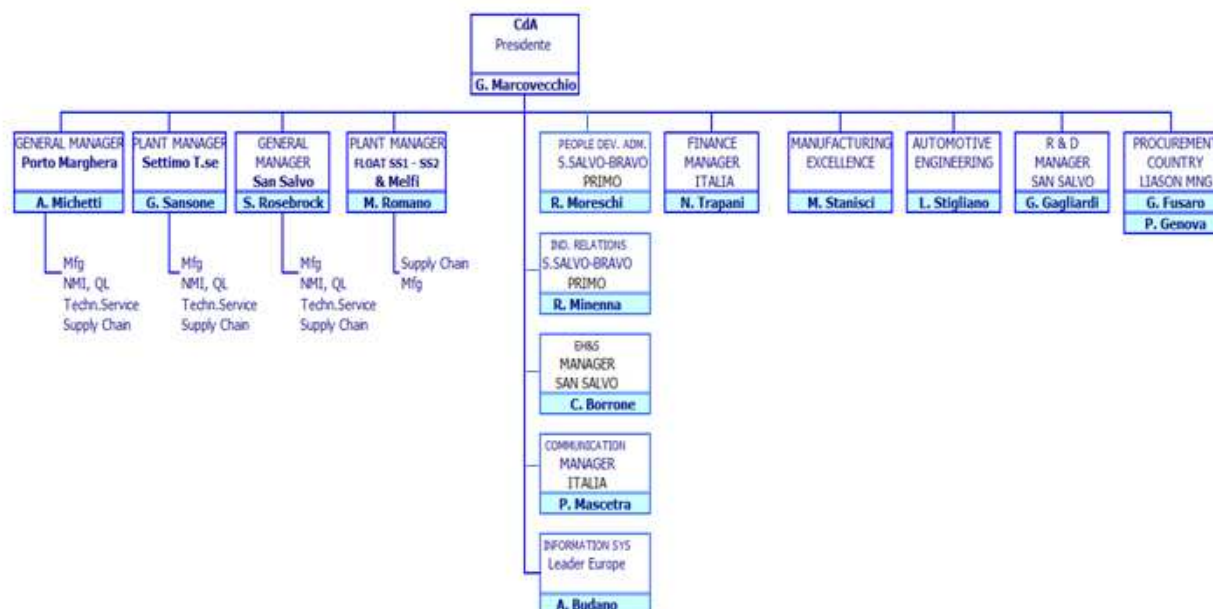 CdA
Presidente
G. Marcovecchio
GENERAL MANAGER
Porto Marghera
A. Michetti
Mfg
NMI, QL
Techn.Service
Supply Chain
PLANT MANAGER
Settimo T.se
G. Sansone
Mfg
NMI, QL
Techn.Service
Supply Chain
GENERAL
MANAGER
San Salvo
S. Rosebrock
Mfg
NMI, QL
Techn.Service
Supply Chain
PLANT MANAGER
FLOAT SS1 - SS2
& Melfi
M. Romano
Supply Chain
Mfg
PEOPLE DEV. ADM.
S.SALVO-BRAVO
PRIMO
R. Moreschi
FINANCE
MANAGER
ITALIA
N. Trapani
MANUFACTURING
EXCELLENCE
M. Stanisci
AUTOMOTIVE
ENGINEERING
L. Stigliano
R & D
MANAGER
SAN SALVO
G. Gagliardi
PROCUREMENT
COUNTRY
LIASON MNG
G. Fusaro
P. Genova
IND. RELATIONS
S.SALVO-BRAVO
PRIMO
R. Minenna
EH&S
MANAGER
SAN SALVO
C. Borrone
COMMUNICATION
MANAGER
ITALIA
P. Mascetra
INFORMATION SYS
Leader Europe
A. Budano